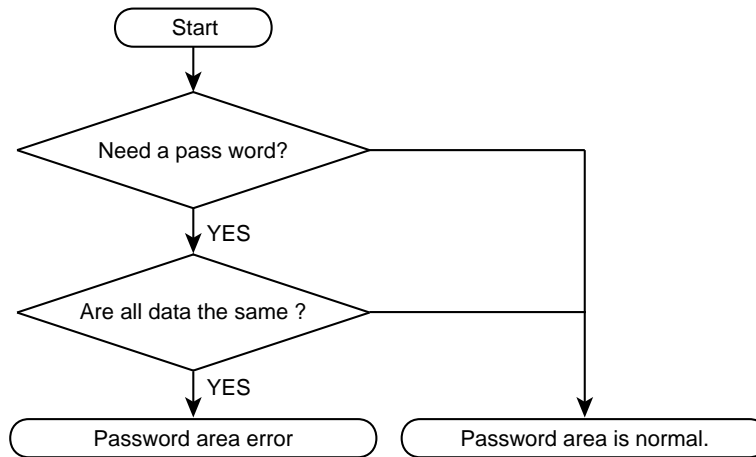 Start
Need a pass word?
YES
Are all data the same ?
YES
Password area error
Password area is normal.